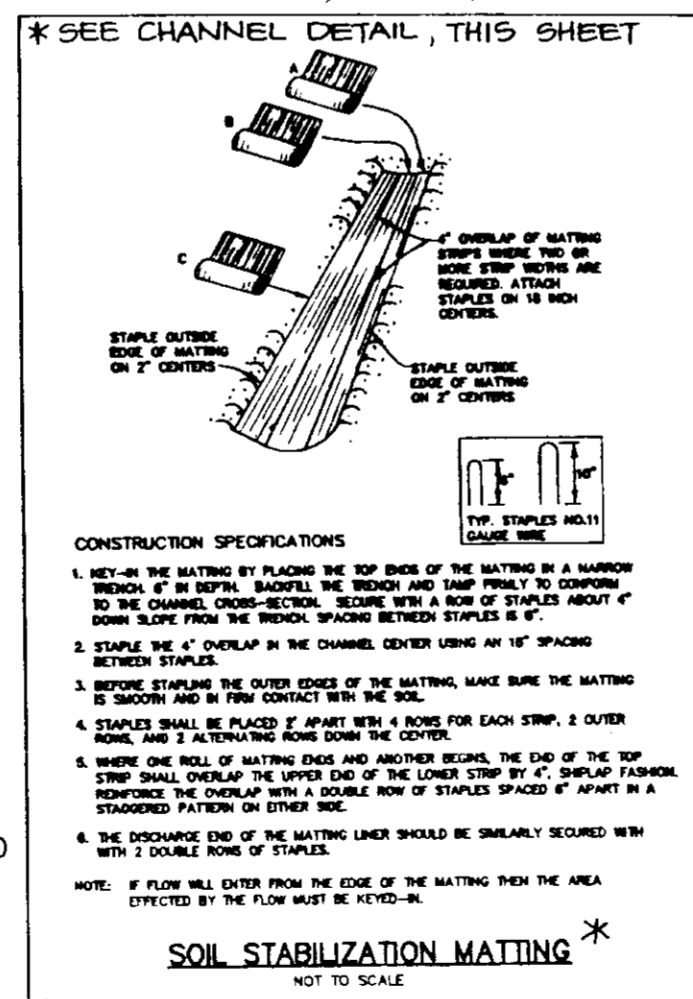 * SEE CHANNEL DETAIL, THIS SHEET
A
B
C
4" OVERLAP OF MATTING
STRIPS WHERE TWO OR
MORE STRIP WIDTHS ARE
REQUIRED. ATTACH
STAPLES ON 18 INCH
CENTERS.
STAPLE OUTSIDE
EDGE OF MATTING
ON 2" CENTERS
STAPLE OUTSIDE
EDGE OF MATTING
ON 2" CENTERS
10"
TYP. STAPLES NO.11
GAUGE WIRE
CONSTRUCTION SPECIFICATIONS
1. KEY-IN THE MATTING BY PLACING THE TOP ENDS OF THE MATTING IN A NARROW
TRENCH, 6" IN DEPTH. BACKFILL THE TRENCH AND TAMP FIRMLY TO CONFORM
TO THE CHANNEL CROSS-SECTION. SECURE WITH A ROW OF STAPLES ABOUT 4"
DOWN SLOPE FROM THE TRENCH. SPACING BETWEEN STAPLES IS 6".
2. STAPLE THE 4" OVERLAP IN THE CHANNEL CENTER USING AN 18" SPACING
BETWEEN STAPLES.
3. BEFORE STAPLING THE OUTER EDGES OF THE MATTING, MAKE SURE THE MATTING
IS SMOOTH AND IN FIRM CONTACT WITH THE SOIL.
4. STAPLES SHALL BE PLACED 2' APART WITH 4 ROWS FOR EACH STRIP, 2 OUTER
ROWS, AND 2 ALTERNATING ROWS DOWN THE CENTER.
5. WHERE ONE ROLL OF MATTING ENDS AND ANOTHER BEGINS, THE END OF THE TOP
STRIP SHALL OVERLAP THE UPPER END OF THE LOWER STRIP BY 4", SHIPLAP FASHION.
REINFORCE THE OVERLAP WITH A DOUBLE ROW OF STAPLES SPACED 6" APART IN A
STAGGERED PATTERN ON EITHER SIDE.
6. THE DISCHARGE END OF THE MATTING LINER SHOULD BE SIMILARLY SECURED WITH
WITH 2 DOUBLE ROWS OF STAPLES.
NOTE: IF FLOW WILL ENTER FROM THE EDGE OF THE MATTING THEN THE AREA
EFFECTED BY THE FLOW MUST BE KEYED-IN.
SOIL STABILIZATION MATTING *
NOT TO SCALE